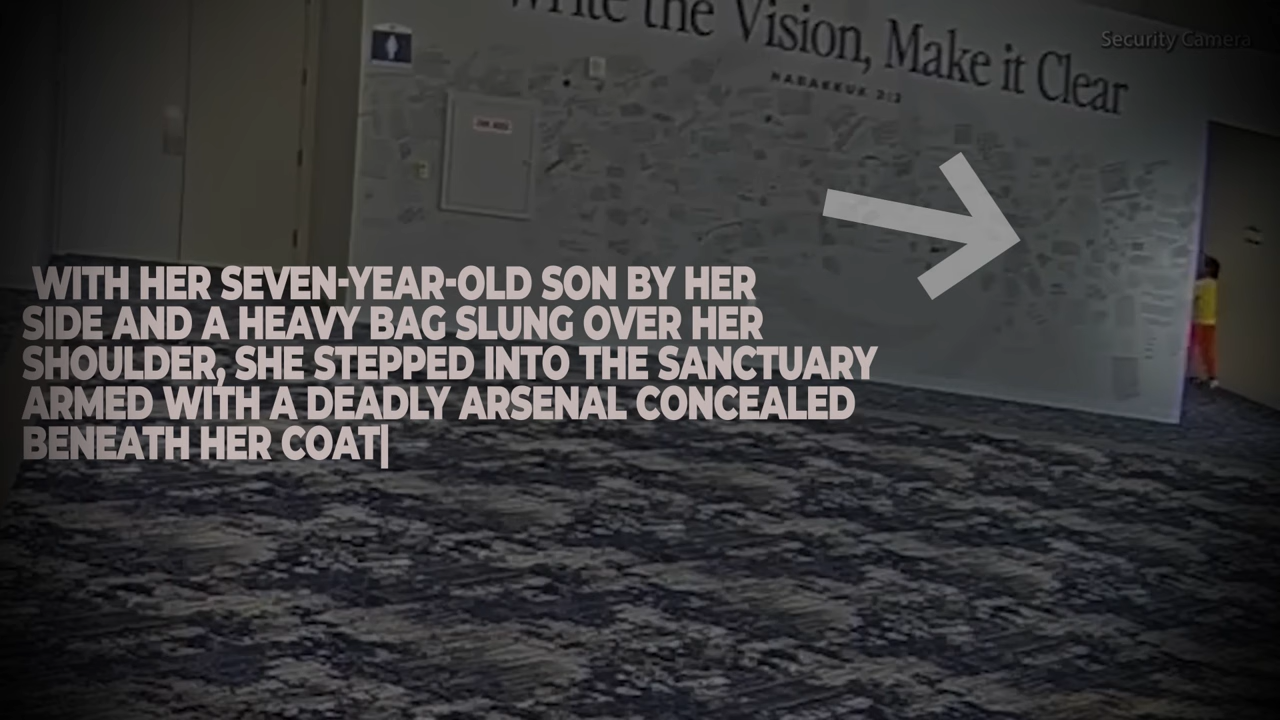 Write the Vision, Make it Clear
HABAKKUK 2:2
Security Camera
WITH HER SEVEN-YEAR-OLD SON BY HER
SIDE AND A HEAVY BAG SLUNG OVER HER
SHOULDER, SHE STEPPED INTO THE SANCTUARY
ARMED WITH A DEADLY ARSENAL CONCEALED
BENEATH HER COAT